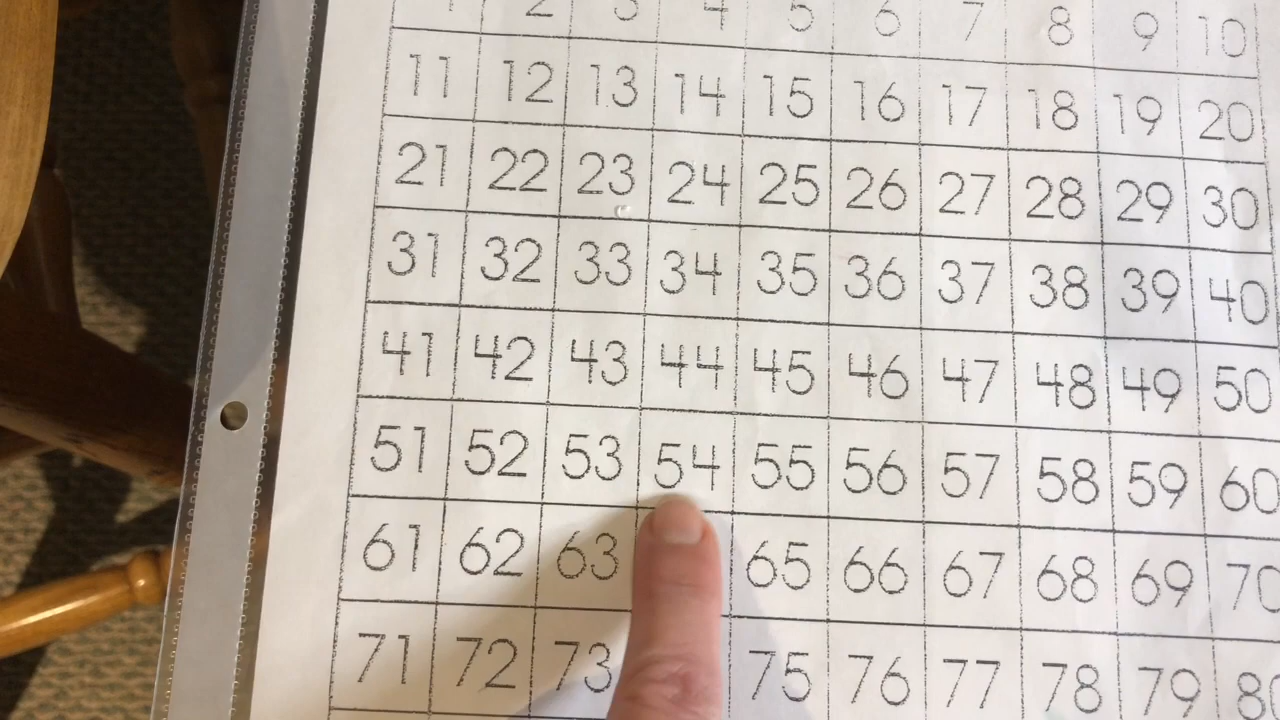 1 2 3 4 5 6 7 8 9 10
11 12 13 14 15 16 17 18 19 20
21 22 23 24 25 26 27 28 29 30
31 32 33 34 35 36 37 38 39 40
41 42 43 44 45 46 47 48 49 50
51 52 53 54 55 56 57 58 59 60
61 62 63 65 66 67 68 69 70
71 72 73 75 76 77 78 79 80